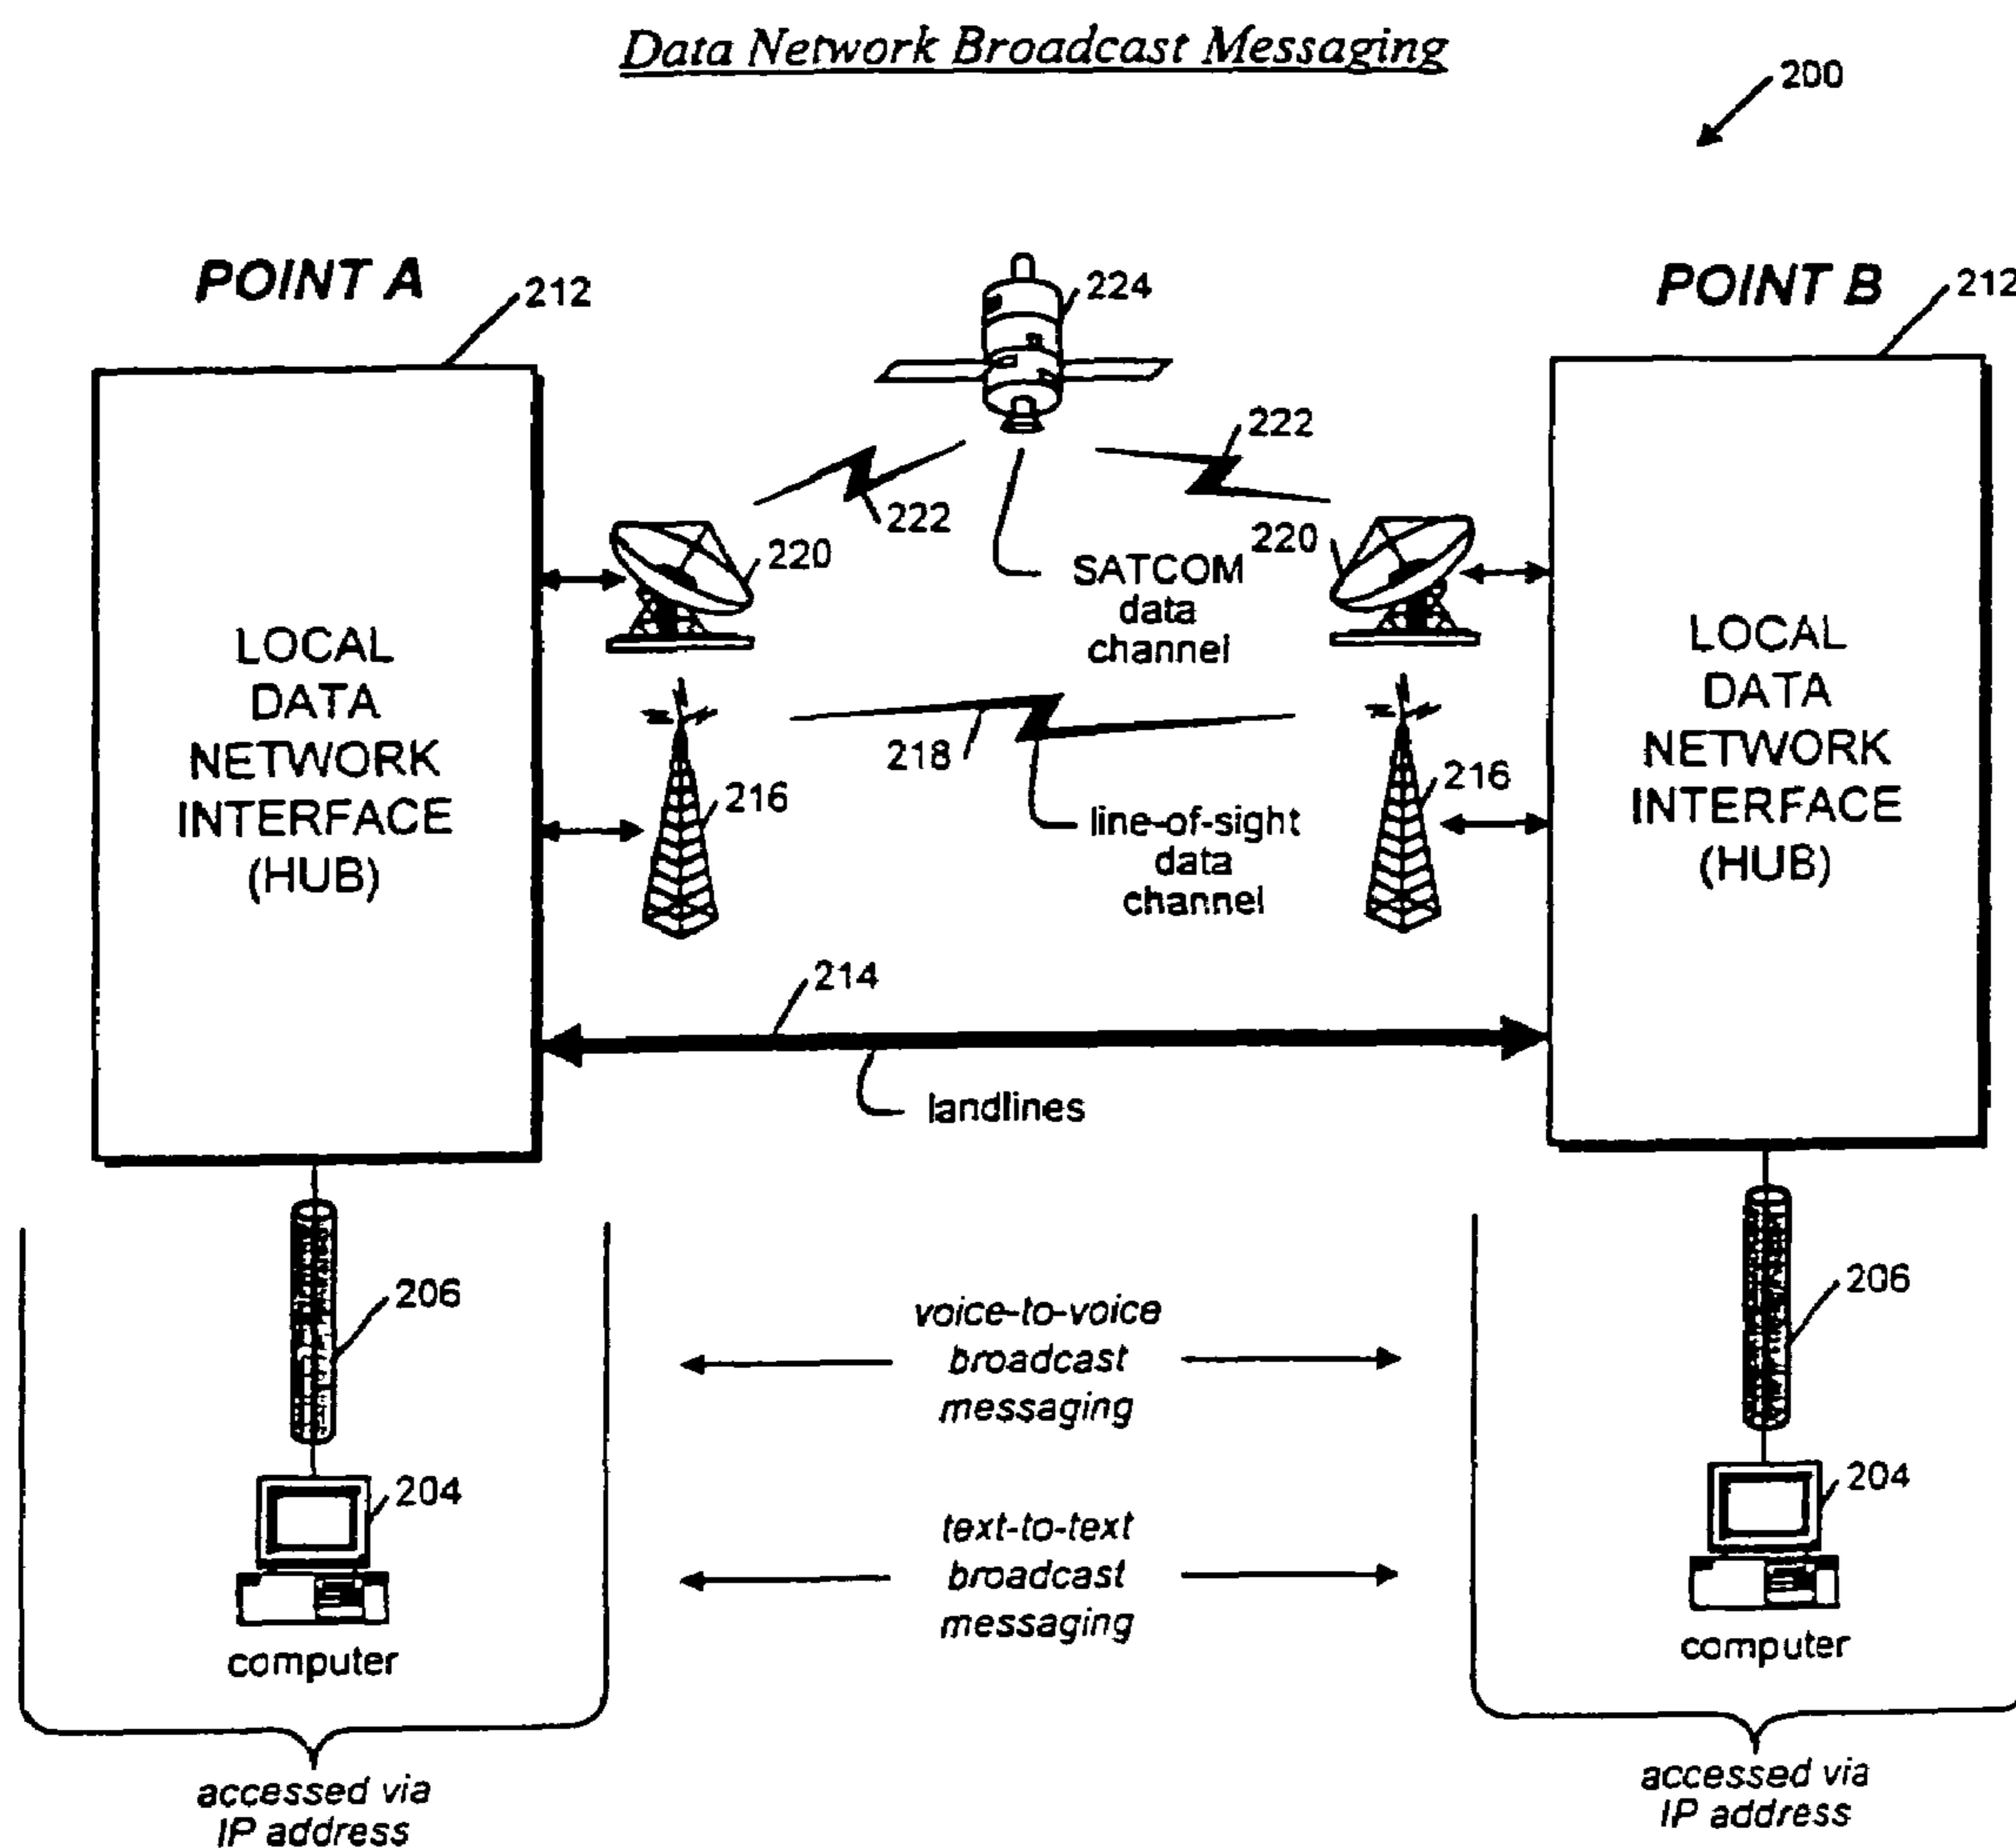 Data Network Broadcast Messaging
200
POINT A
212
224
POINT B
212
222
222
220
220
SATCOM
data
channel
LOCAL
DATA
NETWORK
INTERFACE
(HUB)
LOCAL
DATA
NETWORK
INTERFACE
(HUB)
218
216
216
line-of-sight
data
channel
214
landlines
206
206
voice-to-voice
broadcast
messaging
204
204
text-to-text
broadcast
messaging
computer
computer
accessed via
IP address
accessed via
IP address